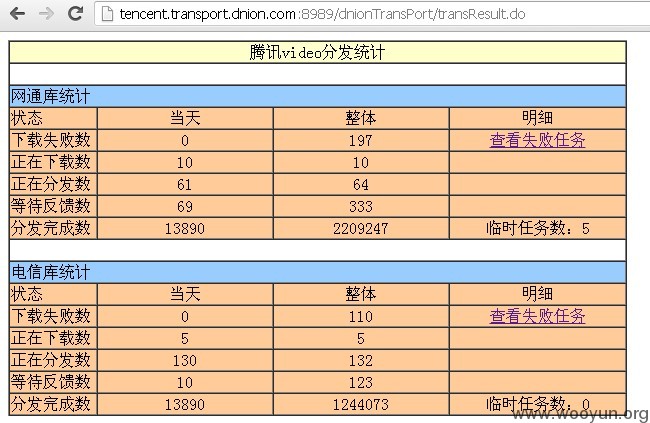 tencent.transport.dnion.com:8989/dnionTransPort/transResult.do
腾讯video分发统计
网通库统计
状态 当天 整体 明细
下载失败数 0 197 查看失败任务
正在下载数 10 10
正在分发数 61 64
等待反馈数 69 333
分发完成数 13890 2209247 临时任务数：5
电信库统计
状态 当天 整体 明细
下载失败数 0 110 查看失败任务
正在下载数 5 5
正在分发数 130 132
等待反馈数 10 123
分发完成数 13890 1244073 临时任务数：0
www.wooyun.org